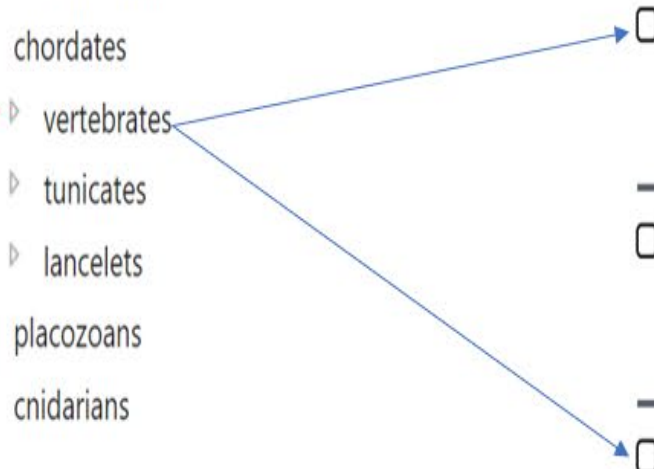 chordates
vertebrates
tunicates
lancelets
placozoans
cnidarians